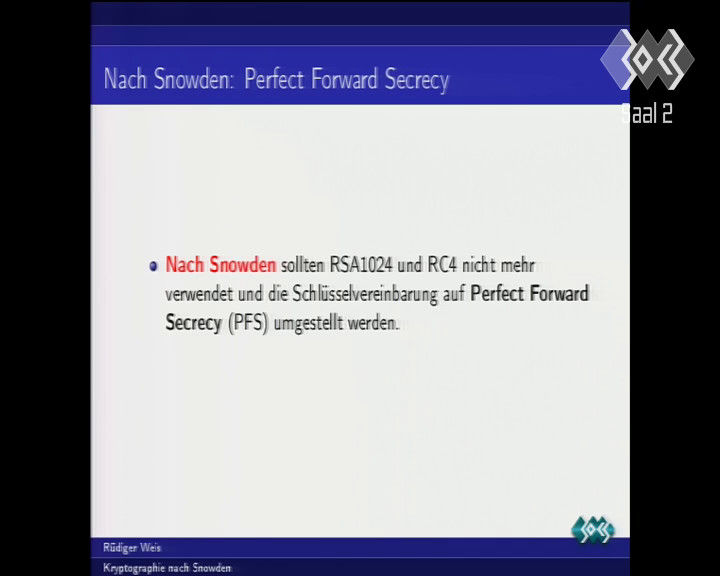 Nach Snowden: Perfect Forward Secrecy
Saal 2
Nach Snowden sollten RSA1024 und RC4 nicht mehr
verwendet und die Schlüsselvereinbarung auf Perfect Forward
Secrecy (PFS) umgestellt werden.
Rüdiger Weis
Kryptographie nach Snowden